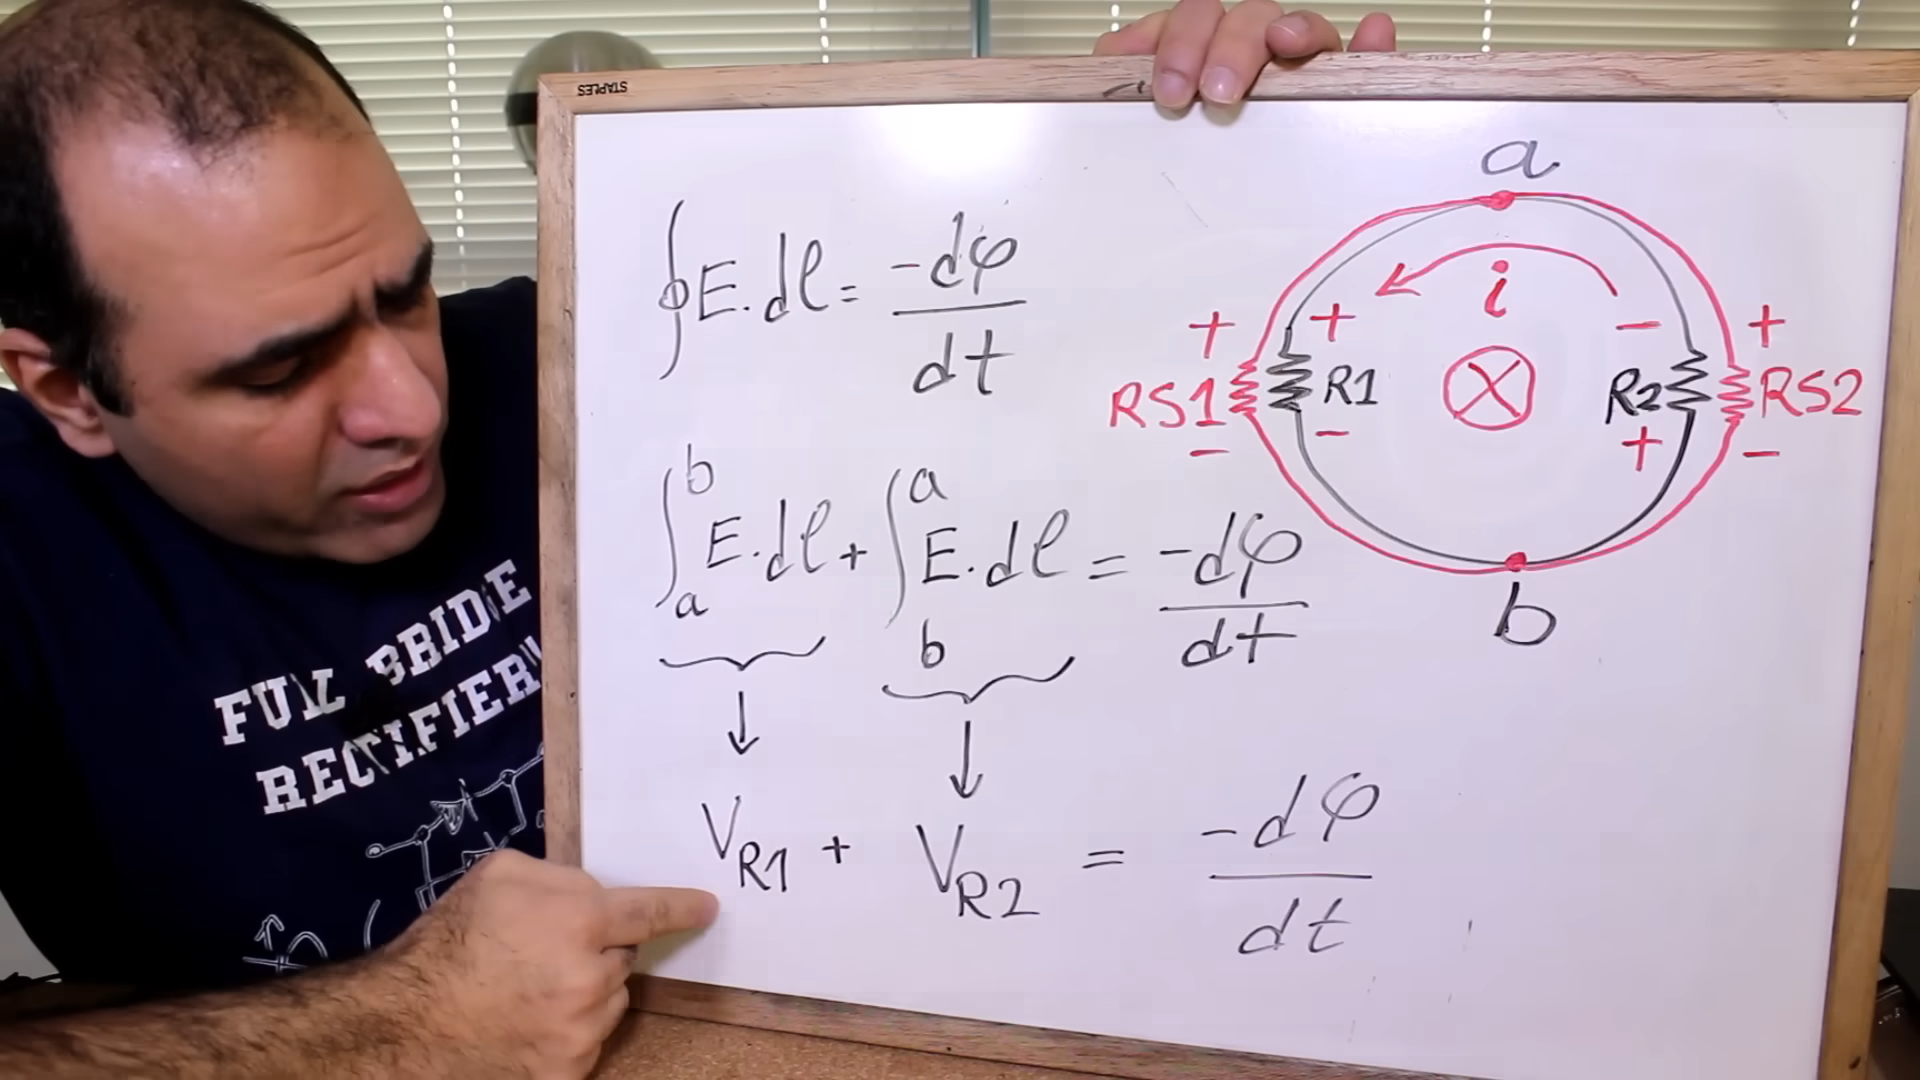 STAPLES
∮E.dℓ = -dφ/dt
∫_a^b E.dℓ + ∫_b^a E.dℓ = -dφ/dt
V_R1 + V_R2 = -dφ/dt
a
i
+ + - +
RS1 R1 R2 RS2
- - + -
b
FULL BRIDGE
RECTIFIER"